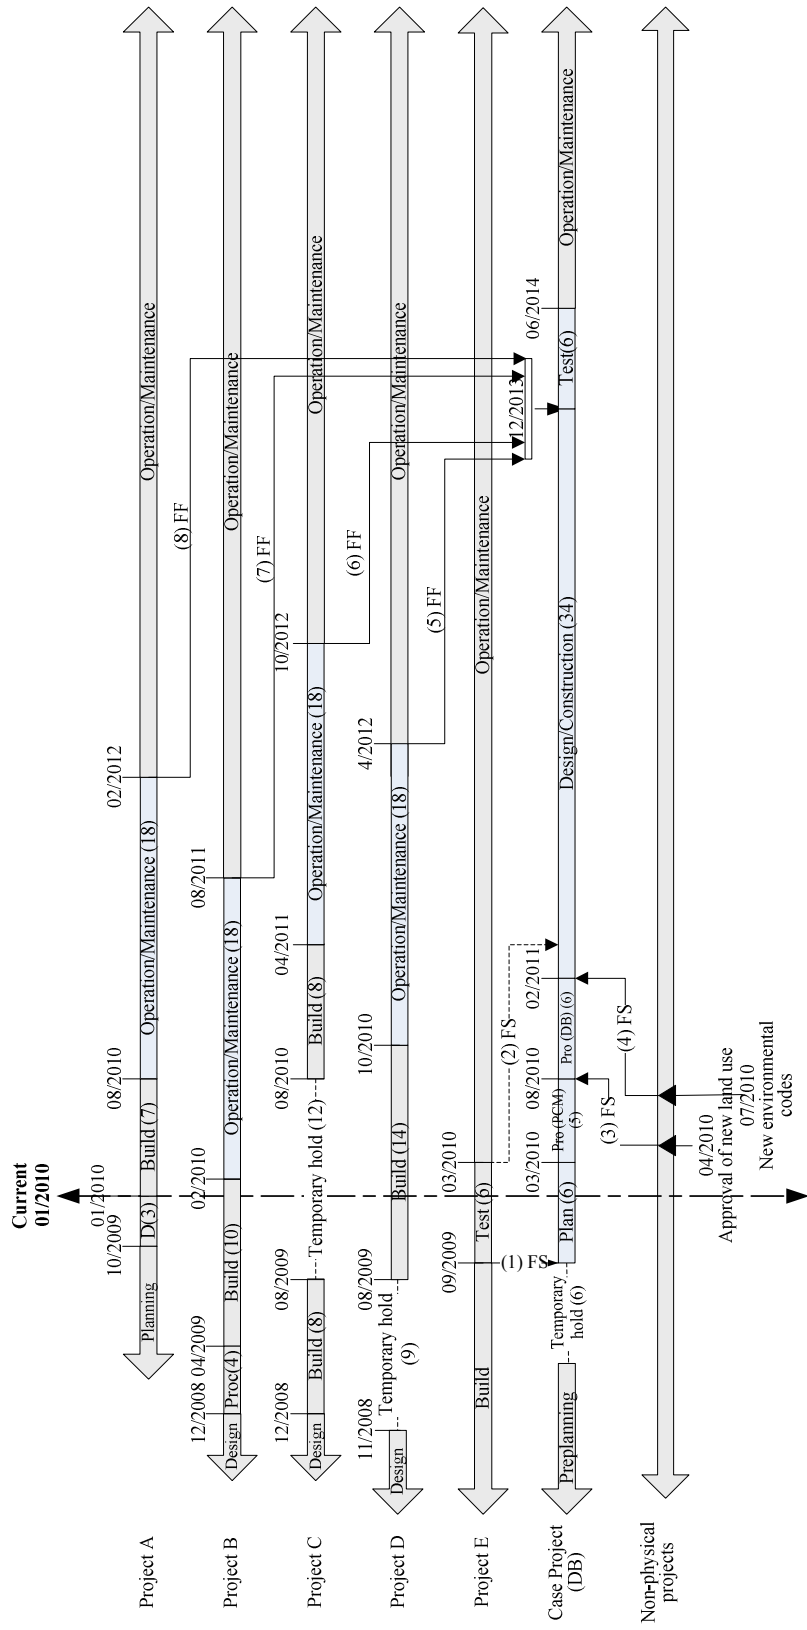 Current
01/2010
Project A
Planning
10/2009
D(3)
01/2010
Build (7)
08/2010
Operation/Maintenance (18)
02/2012
Operation/Maintenance
(8) FF
Project B
Design
12/2008
Proc(4)
04/2009
Build (10)
02/2010
Operation/Maintenance (18)
08/2011
Operation/Maintenance
(7) FF
Project C
Design
12/2008
Build (8)
08/2009
Temporary hold (12)
08/2010
Build (8)
04/2011
Operation/Maintenance (18)
10/2012
Operation/Maintenance
(6) FF
Project D
Design
11/2008
Temporary hold
(9)
08/2009
Build (14)
10/2010
Operation/Maintenance (18)
4/2012
Operation/Maintenance
(5) FF
Project E
Build
09/2009
Test (6)
03/2010
Operation/Maintenance
(1) FS
(2) FS
12/2013
Case Project
(DB)
Preplanning
Temporary
hold (6)
Plan (6)
03/2010
Pro (PCM)
(5)
08/2010
Pro (DB) (6)
02/2011
Design/Construction (34)
Test(6)
06/2014
Operation/Maintenance
(3) FS
(4) FS
Non-physical
projects
04/2010
Approval of new land use
07/2010
New environmental
codes